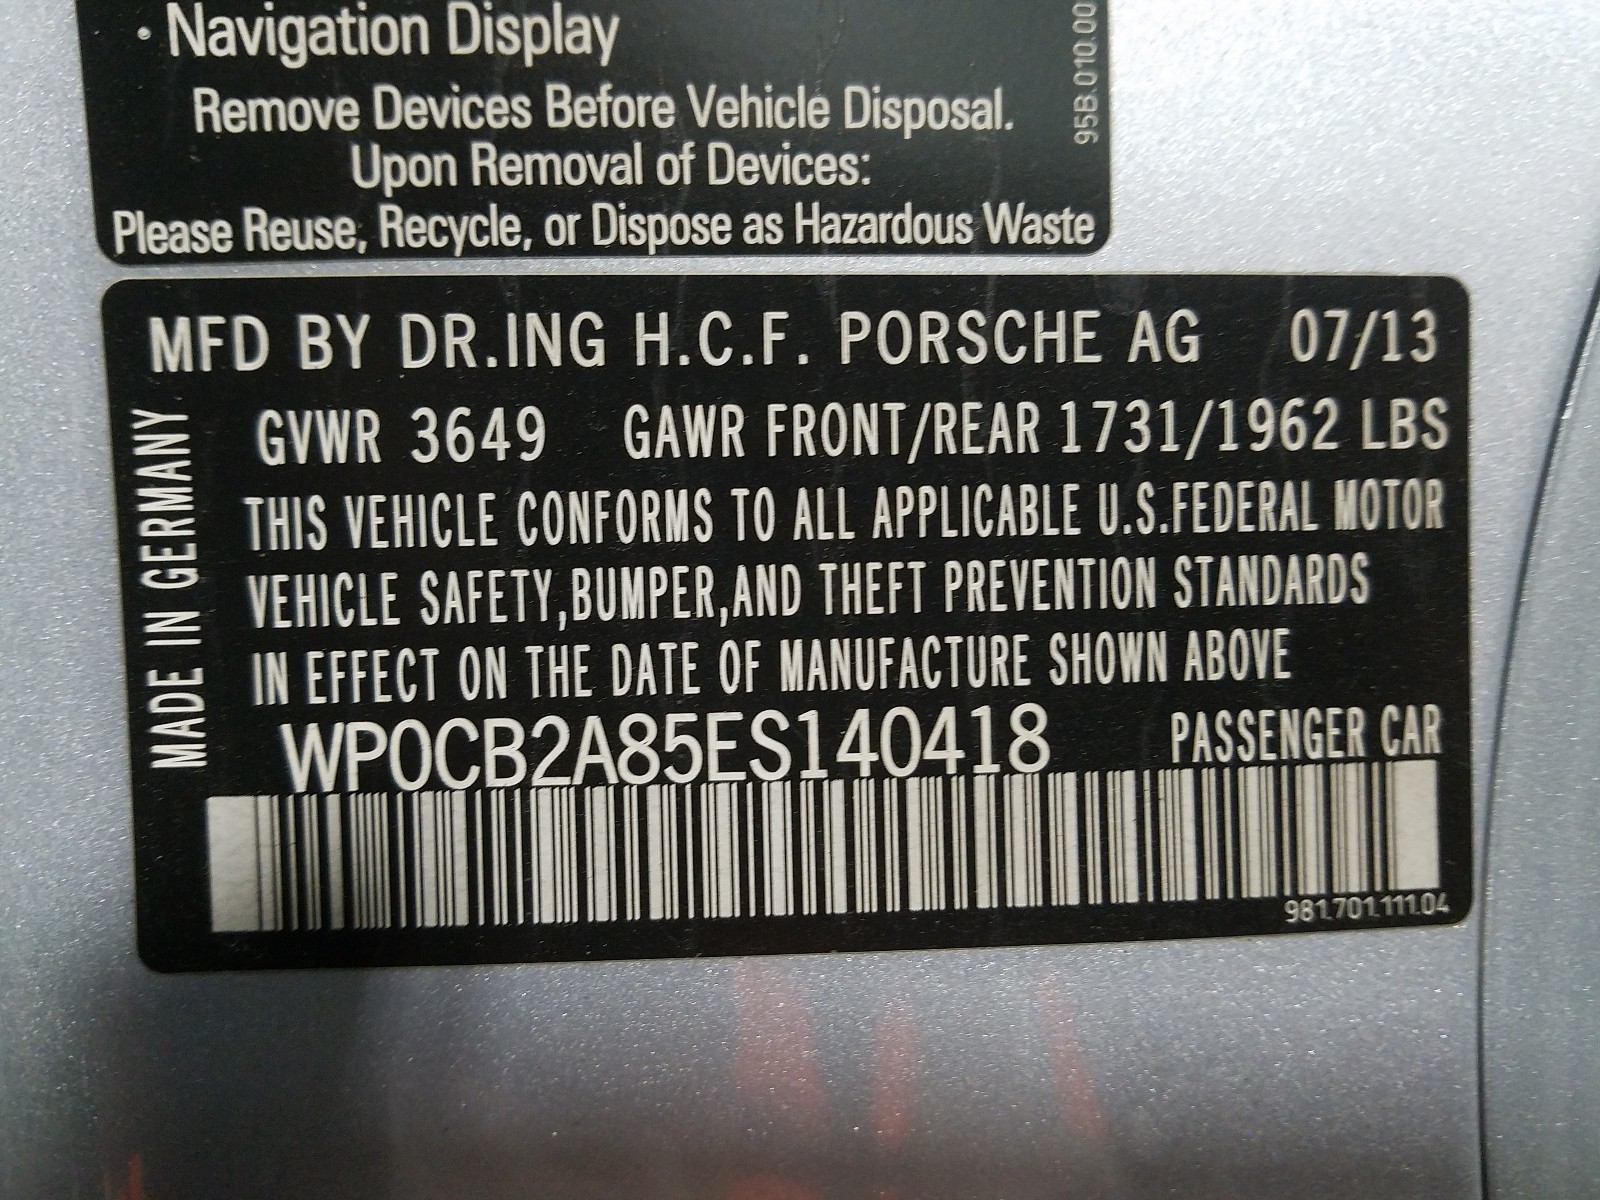 • Navigation Display
Remove Devices Before Vehicle Disposal.
Upon Removal of Devices:
Please Reuse, Recycle, or Dispose as Hazardous Waste
95B.010.00
MFD BY DR.ING H.C.F. PORSCHE AG 07/13
GVWR 3649 GAWR FRONT/REAR 1731/1962 LBS
THIS VEHICLE CONFORMS TO ALL APPLICABLE U.S.FEDERAL MOTOR
VEHICLE SAFETY,BUMPER,AND THEFT PREVENTION STANDARDS
IN EFFECT ON THE DATE OF MANUFACTURE SHOWN ABOVE
WP0CB2A85ES140418 PASSENGER CAR
981.701.111.04
MADE IN GERMANY